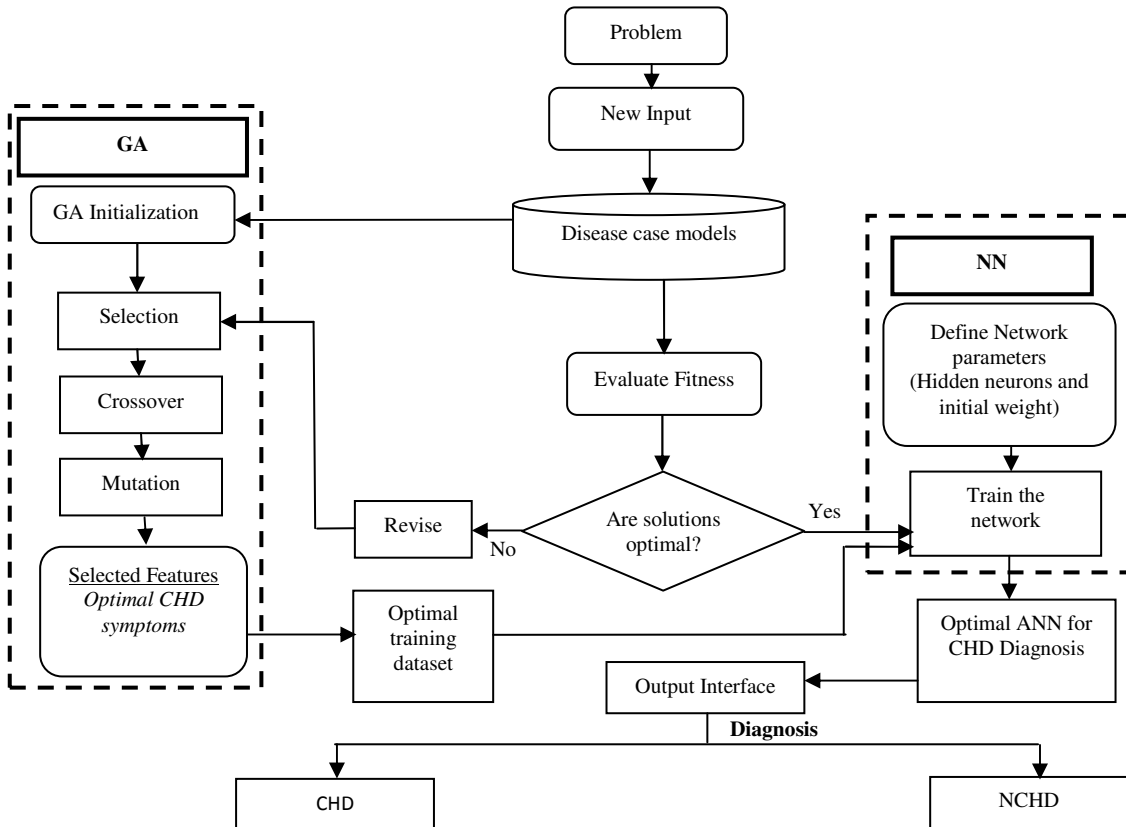 Problem
New Input
GA
GA Initialization
Disease case models
NN
Selection
Define Network
parameters
(Hidden neurons and
initial weight)
Evaluate Fitness
Crossover
Mutation
Revise
No
Are solutions
optimal?
Yes
Train the
network
Selected Features
Optimal CHD
symptoms
Optimal
training
dataset
Optimal ANN for
CHD Diagnosis
Output Interface
Diagnosis
CHD
NCHD